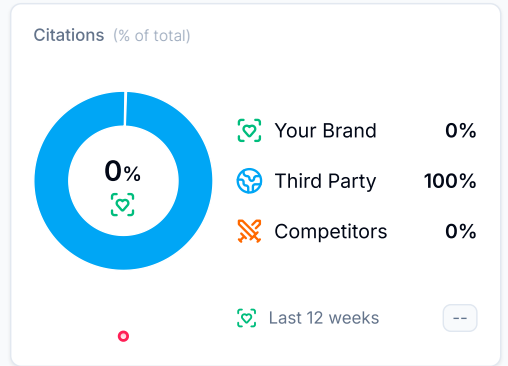 Citations (% of total)
0%
Your Brand 0%
Third Party 100%
Competitors 0%
Last 12 weeks --